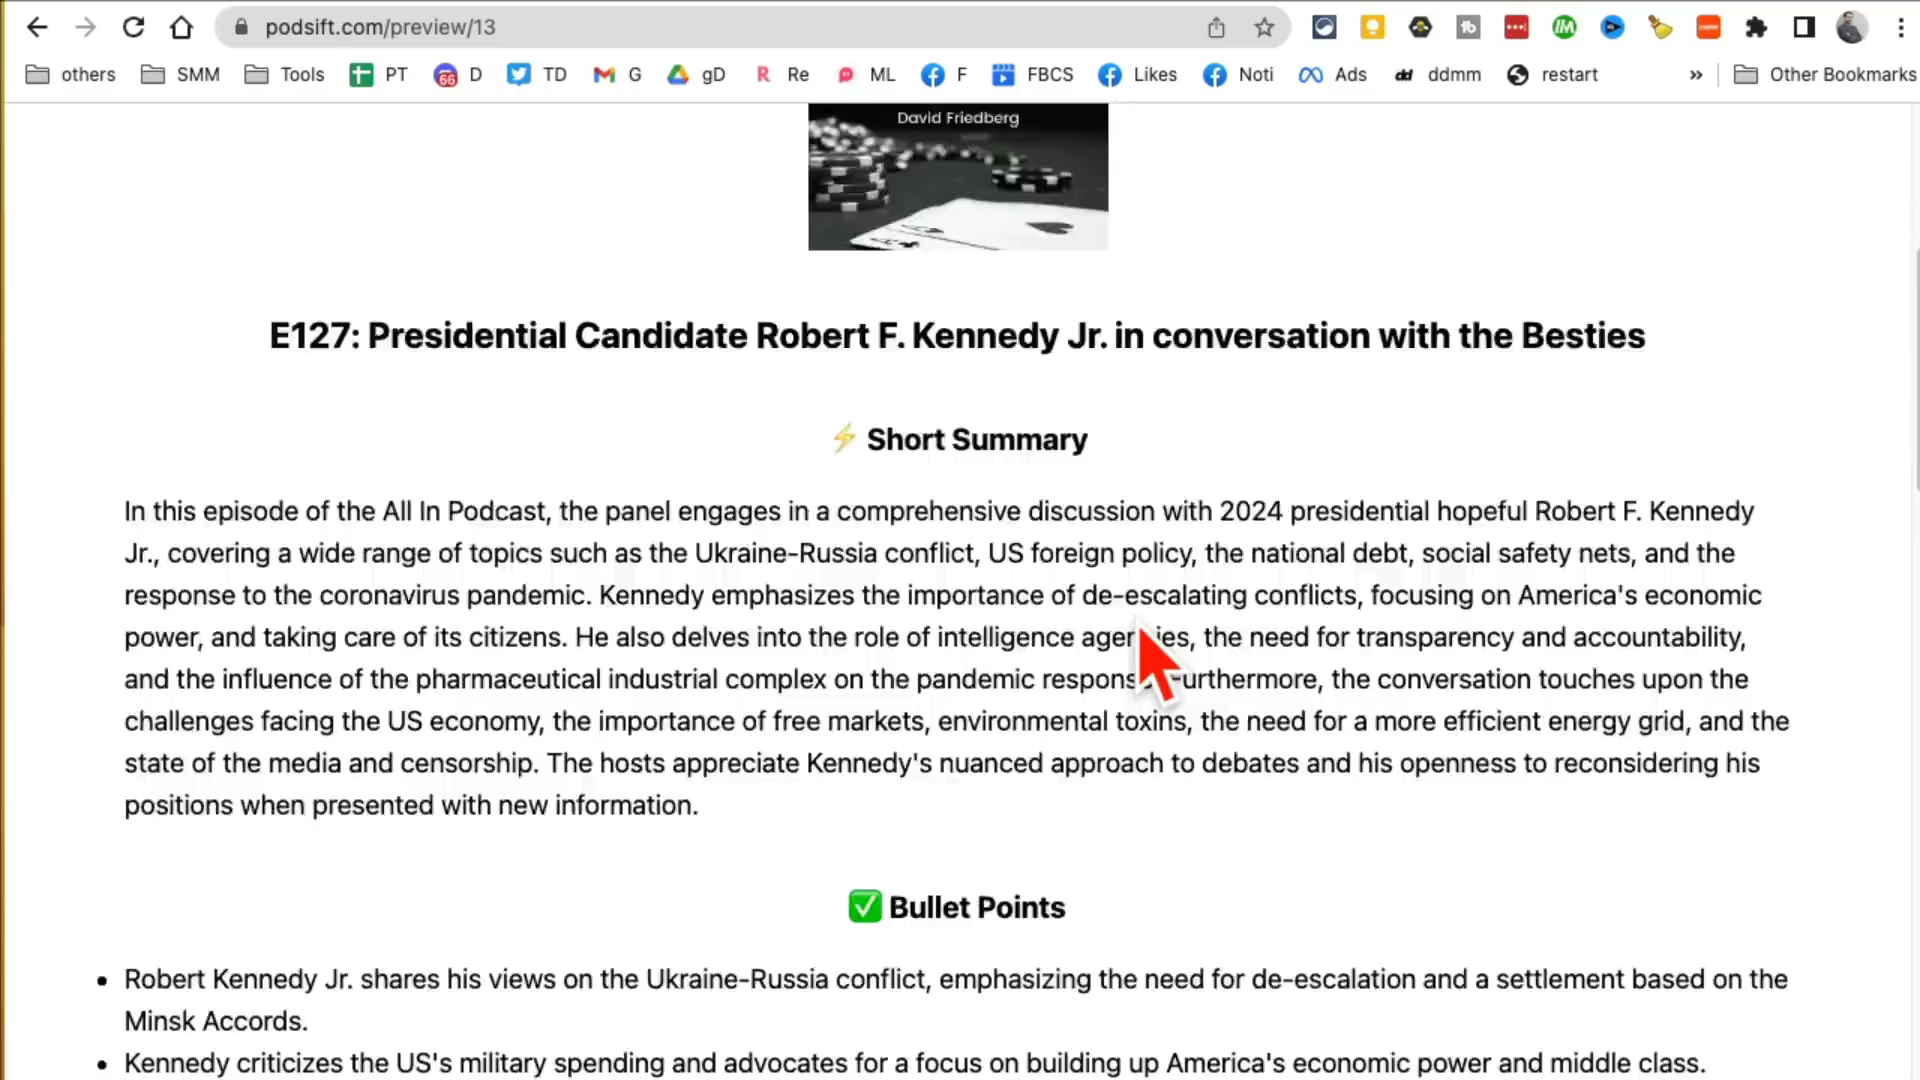 podsift.com/preview/13
others SMM Tools PT 66 D TD G gD R Re ML F FBCS Likes Noti Ads dd ddmm restart » Other Bookmarks
David Friedberg
E127: Presidential Candidate Robert F. Kennedy Jr. in conversation with the Besties
⚡ Short Summary
In this episode of the All In Podcast, the panel engages in a comprehensive discussion with 2024 presidential hopeful Robert F. Kennedy
Jr., covering a wide range of topics such as the Ukraine-Russia conflict, US foreign policy, the national debt, social safety nets, and the
response to the coronavirus pandemic. Kennedy emphasizes the importance of de-escalating conflicts, focusing on America's economic
power, and taking care of its citizens. He also delves into the role of intelligence agencies, the need for transparency and accountability,
and the influence of the pharmaceutical industrial complex on the pandemic response. Furthermore, the conversation touches upon the
challenges facing the US economy, the importance of free markets, environmental toxins, the need for a more efficient energy grid, and the
state of the media and censorship. The hosts appreciate Kennedy's nuanced approach to debates and his openness to reconsidering his
positions when presented with new information.
✅ Bullet Points
• Robert Kennedy Jr. shares his views on the Ukraine-Russia conflict, emphasizing the need for de-escalation and a settlement based on the
Minsk Accords.
• Kennedy criticizes the US's military spending and advocates for a focus on building up America's economic power and middle class.